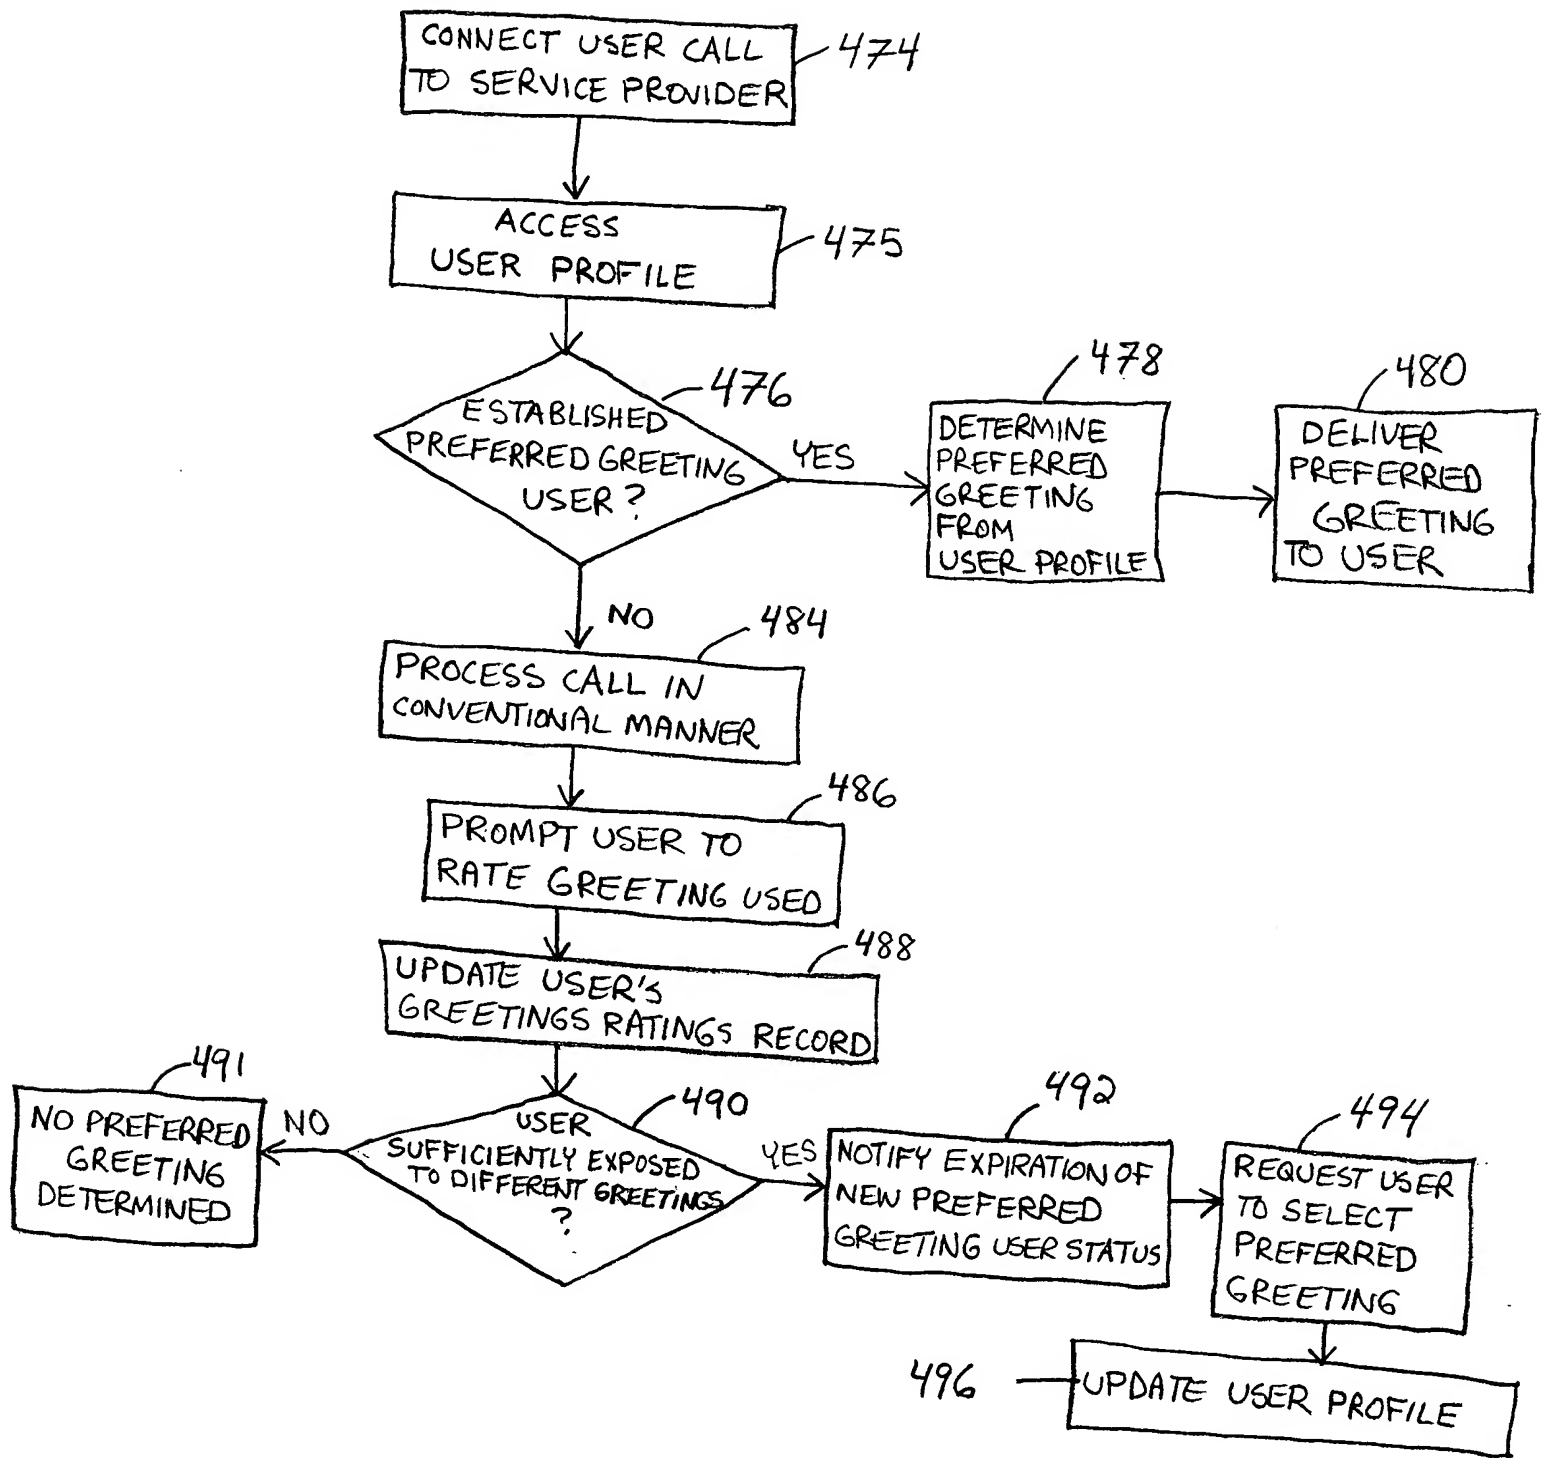 CONNECT USER CALL
TO SERVICE PROVIDER
474
ACCESS
USER PROFILE
475
476
ESTABLISHED
PREFERRED GREETING
USER?
YES
478
DETERMINE
PREFERRED
GREETING
FROM
USER PROFILE
480
DELIVER
PREFERRED
GREETING
TO USER
NO
484
PROCESS CALL IN
CONVENTIONAL MANNER
486
PROMPT USER TO
RATE GREETING USED
488
UPDATE USER'S
GREETINGS RATINGS RECORD
490
USER
SUFFICIENTLY EXPOSED
TO DIFFERENT GREETINGS
?
NO
491
NO PREFERRED
GREETING
DETERMINED
YES
492
NOTIFY EXPIRATION OF
NEW PREFERRED
GREETING USER STATUS
494
REQUEST USER
TO SELECT
PREFERRED
GREETING
496
UPDATE USER PROFILE